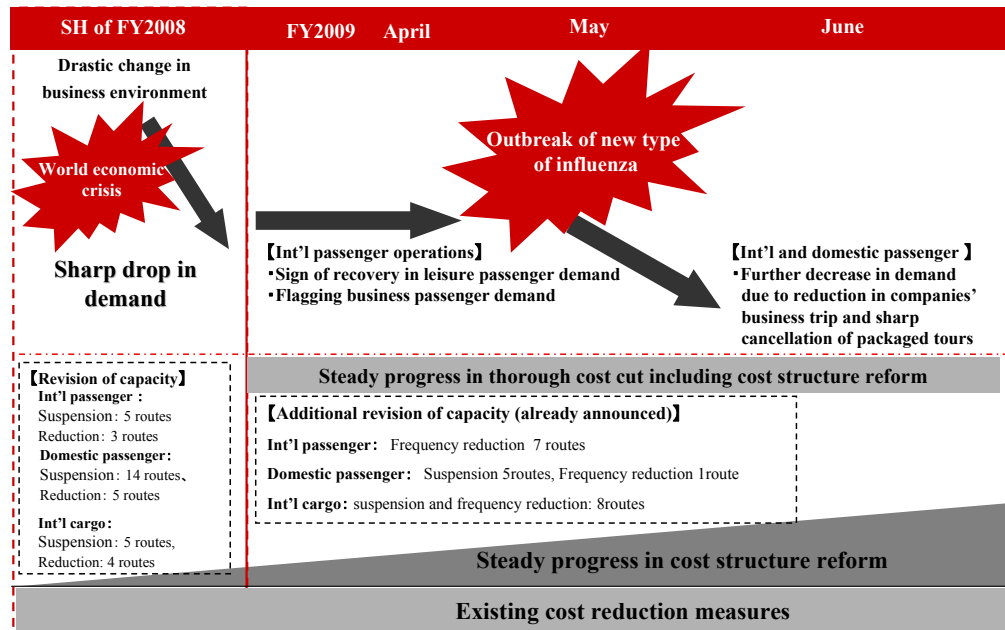 SH of FY2008
FY2009 April May June
Drastic change in
business environment
World economic
crisis
Sharp drop in
demand
Outbreak of new type
of influenza
【Int'l passenger operations】
・Sign of recovery in leisure passenger demand
・Flagging business passenger demand
【Int'l and domestic passenger 】
・Further decrease in demand
due to reduction in companies'
business trip and sharp
cancellation of packaged tours
【Revision of capacity】
Int'l passenger：
Suspension: 5 routes
Reduction: 3 routes
Domestic passenger：
Suspension: 14 routes、
Reduction: 5 routes
Int'l cargo：
Suspension: 5 routes,
Reduction: 4 routes
Steady progress in thorough cost cut including cost structure reform
【Additional revision of capacity (already announced)】
Int'l passenger： Frequency reduction 7 routes
Domestic passenger： Suspension 5routes, Frequency reduction 1route
Int'l cargo：suspension and frequency reduction: 8routes
Steady progress in cost structure reform
Existing cost reduction measures